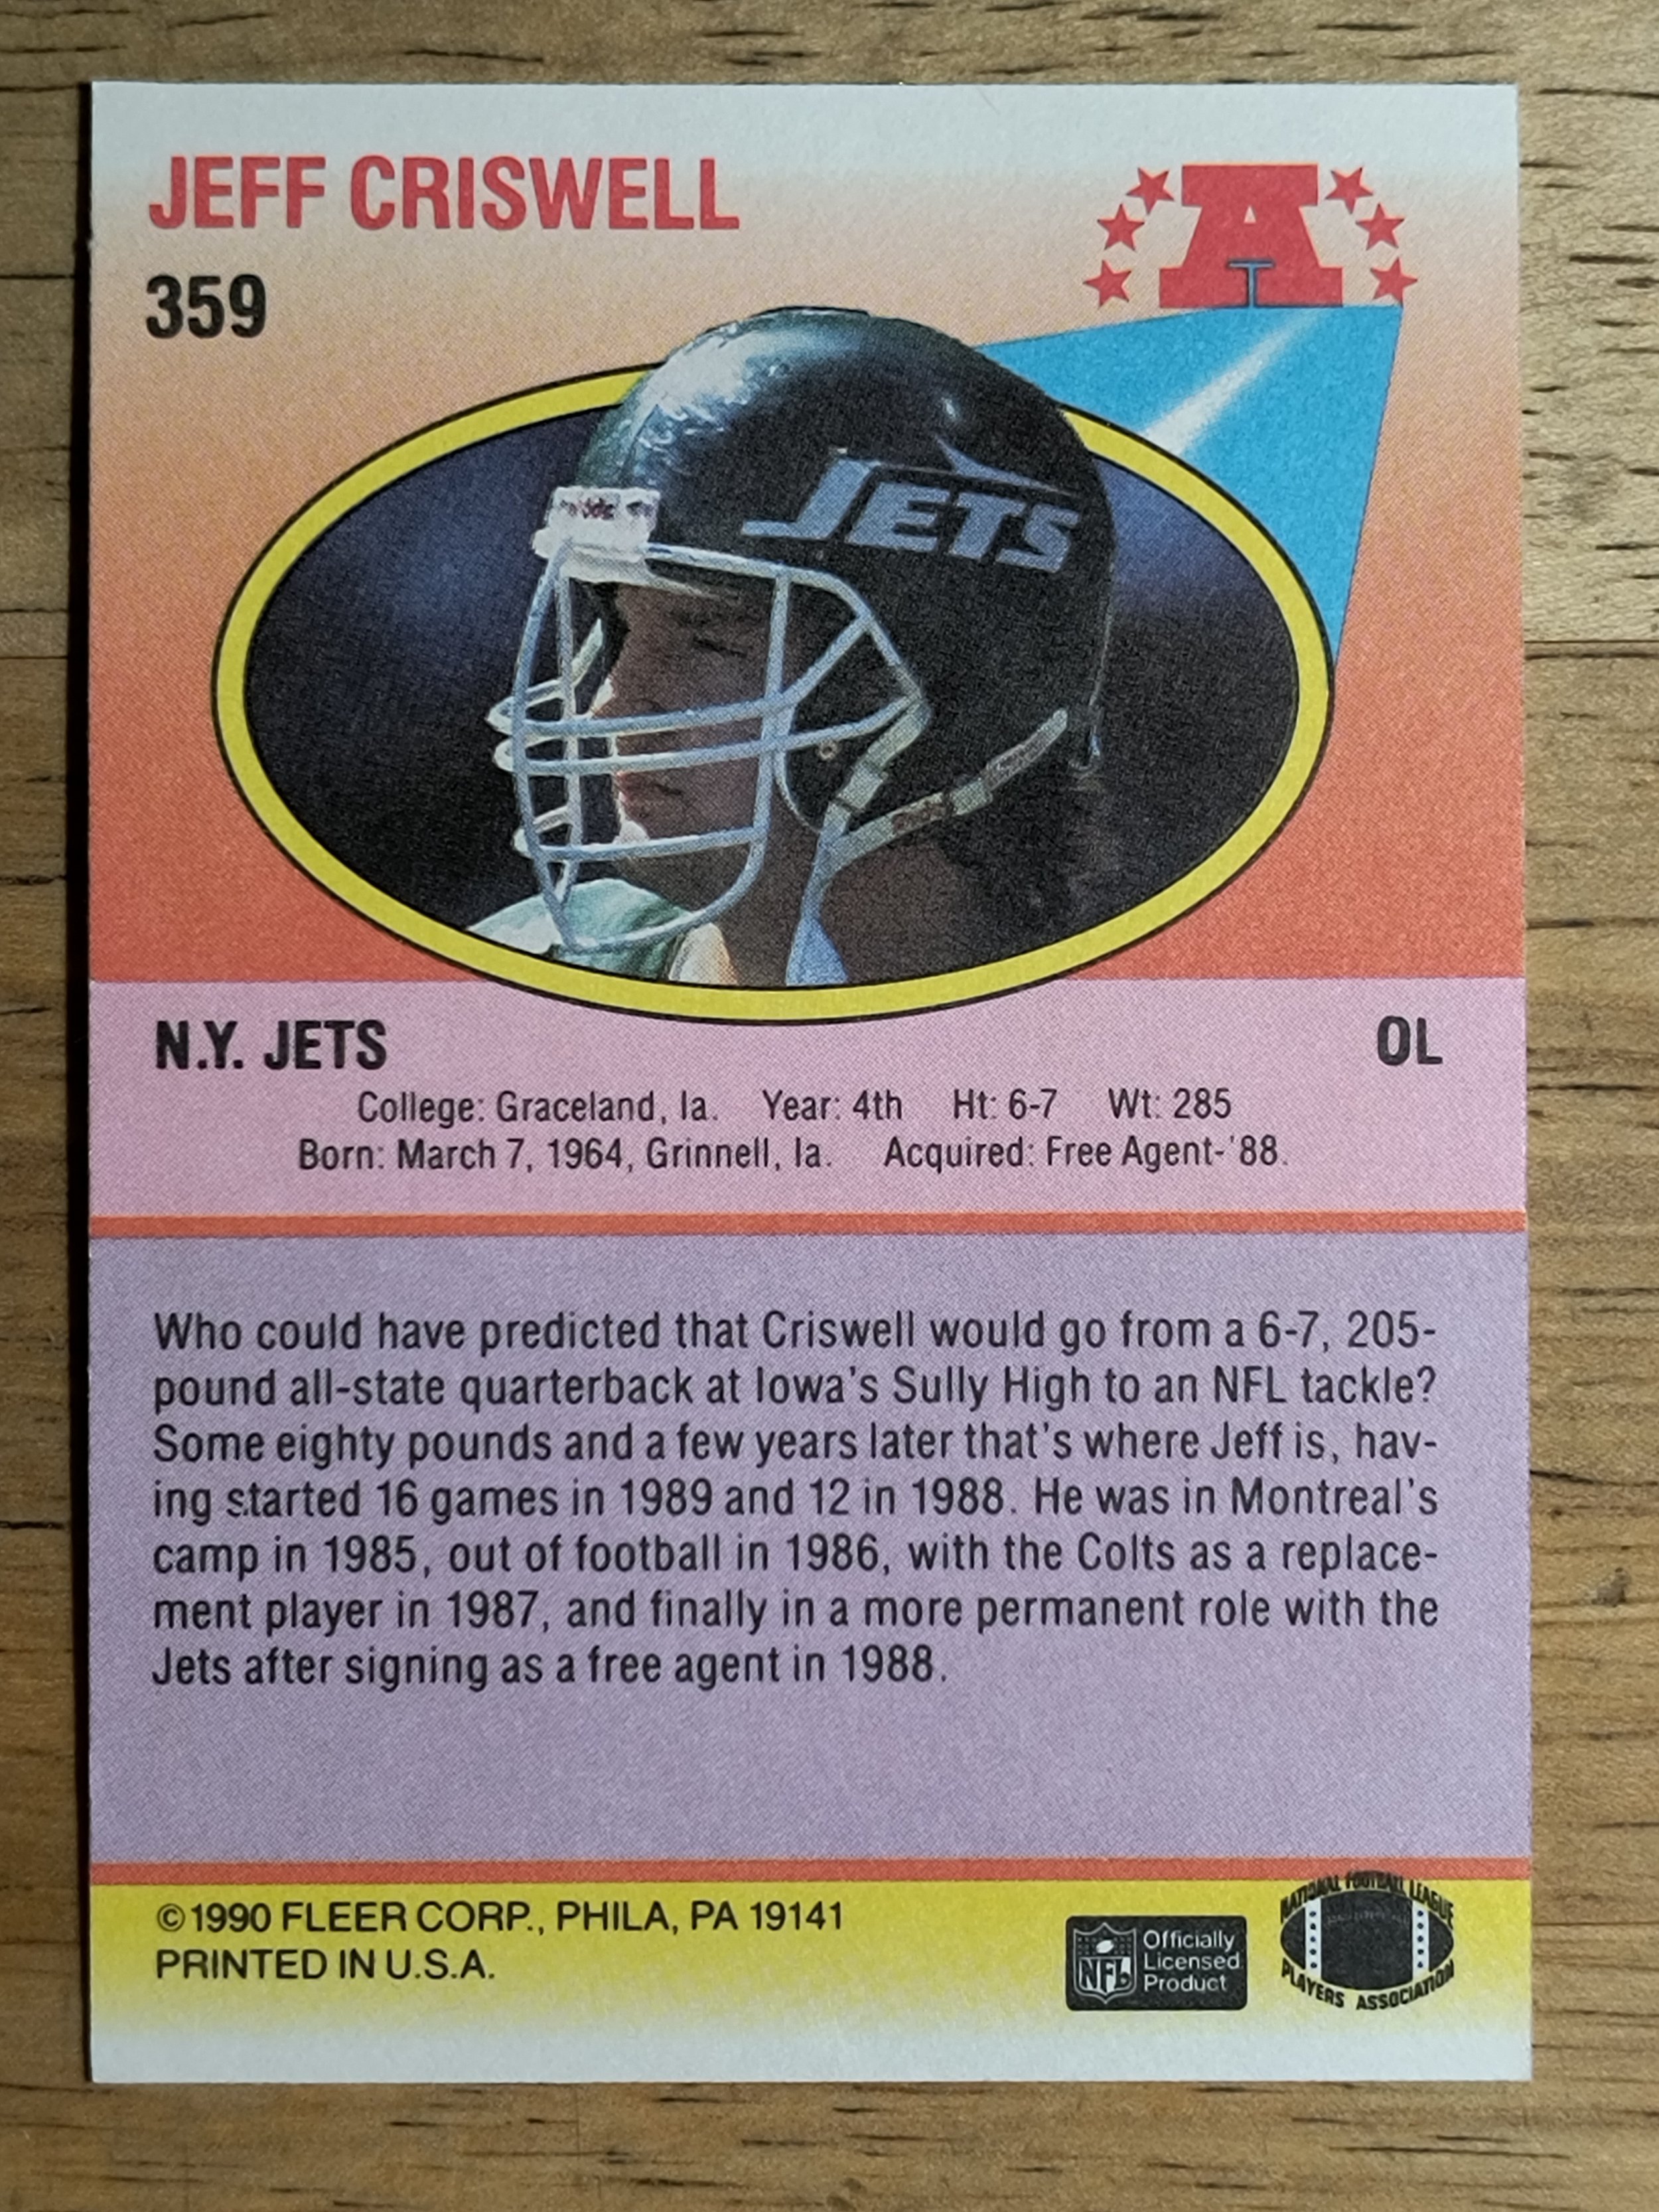 JEFF CRISWELL
359
A
JETS
N.Y. JETS
OL
College: Graceland, Ia. Year: 4th Ht: 6-7 Wt: 285
Born: March 7, 1964, Grinnell, Ia. Acquired: Free Agent-'88.
Who could have predicted that Criswell would go from a 6-7, 205-
pound all-state quarterback at Iowa's Sully High to an NFL tackle?
Some eighty pounds and a few years later that's where Jeff is, hav-
ing started 16 games in 1989 and 12 in 1988. He was in Montreal's
camp in 1985, out of football in 1986, with the Colts as a replace-
ment player in 1987, and finally in a more permanent role with the
Jets after signing as a free agent in 1988.
©1990 FLEER CORP., PHILA, PA 19141
PRINTED IN U.S.A.
NFL
Officially
Licensed
Product
NATIONAL FOOTBALL LEAGUE
PLAYERS ASSOCIATION